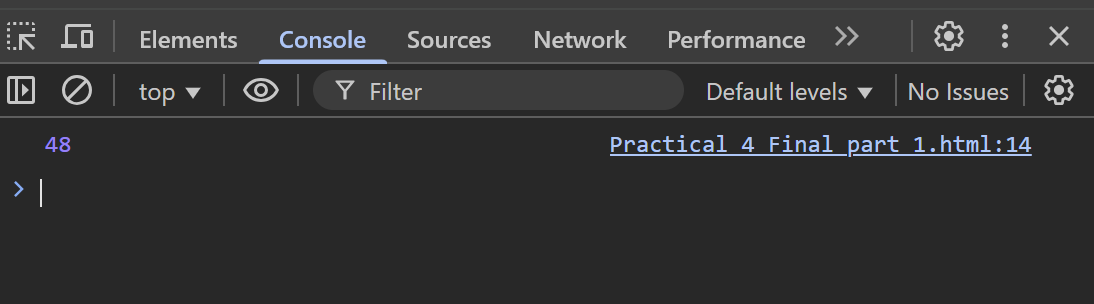 Elements Console Sources Network Performance
top Filter Default levels No Issues
48 Practical 4 Final part 1.html:14